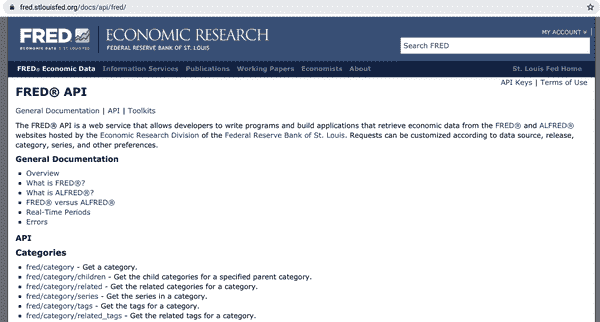 fred.stlouisfed.org/docs/api/fred/
FRED
ECONOMIC DATA | ST. LOUIS FED
ECONOMIC RESEARCH
FEDERAL RESERVE BANK OF ST. LOUIS
MY ACCOUNT
Search FRED
FRED® Economic Data Information Services Publications Working Papers Economists About St. Louis Fed Home
API Keys | Terms of Use
FRED® API
General Documentation | API | Toolkits
The FRED® API is a web service that allows developers to write programs and build applications that retrieve economic data from the FRED® and ALFRED®
websites hosted by the Economic Research Division of the Federal Reserve Bank of St. Louis. Requests can be customized according to data source, release,
category, series, and other preferences.
General Documentation
Overview
What is FRED®?
What is ALFRED®?
FRED® versus ALFRED®
Real-Time Periods
Errors
API
Categories
fred/category - Get a category.
fred/category/children - Get the child categories for a specified parent category.
fred/category/related - Get the related categories for a category.
fred/category/series - Get the series in a category.
fred/category/tags - Get the tags for a category.
fred/category/related_tags - Get the related tags for a category.